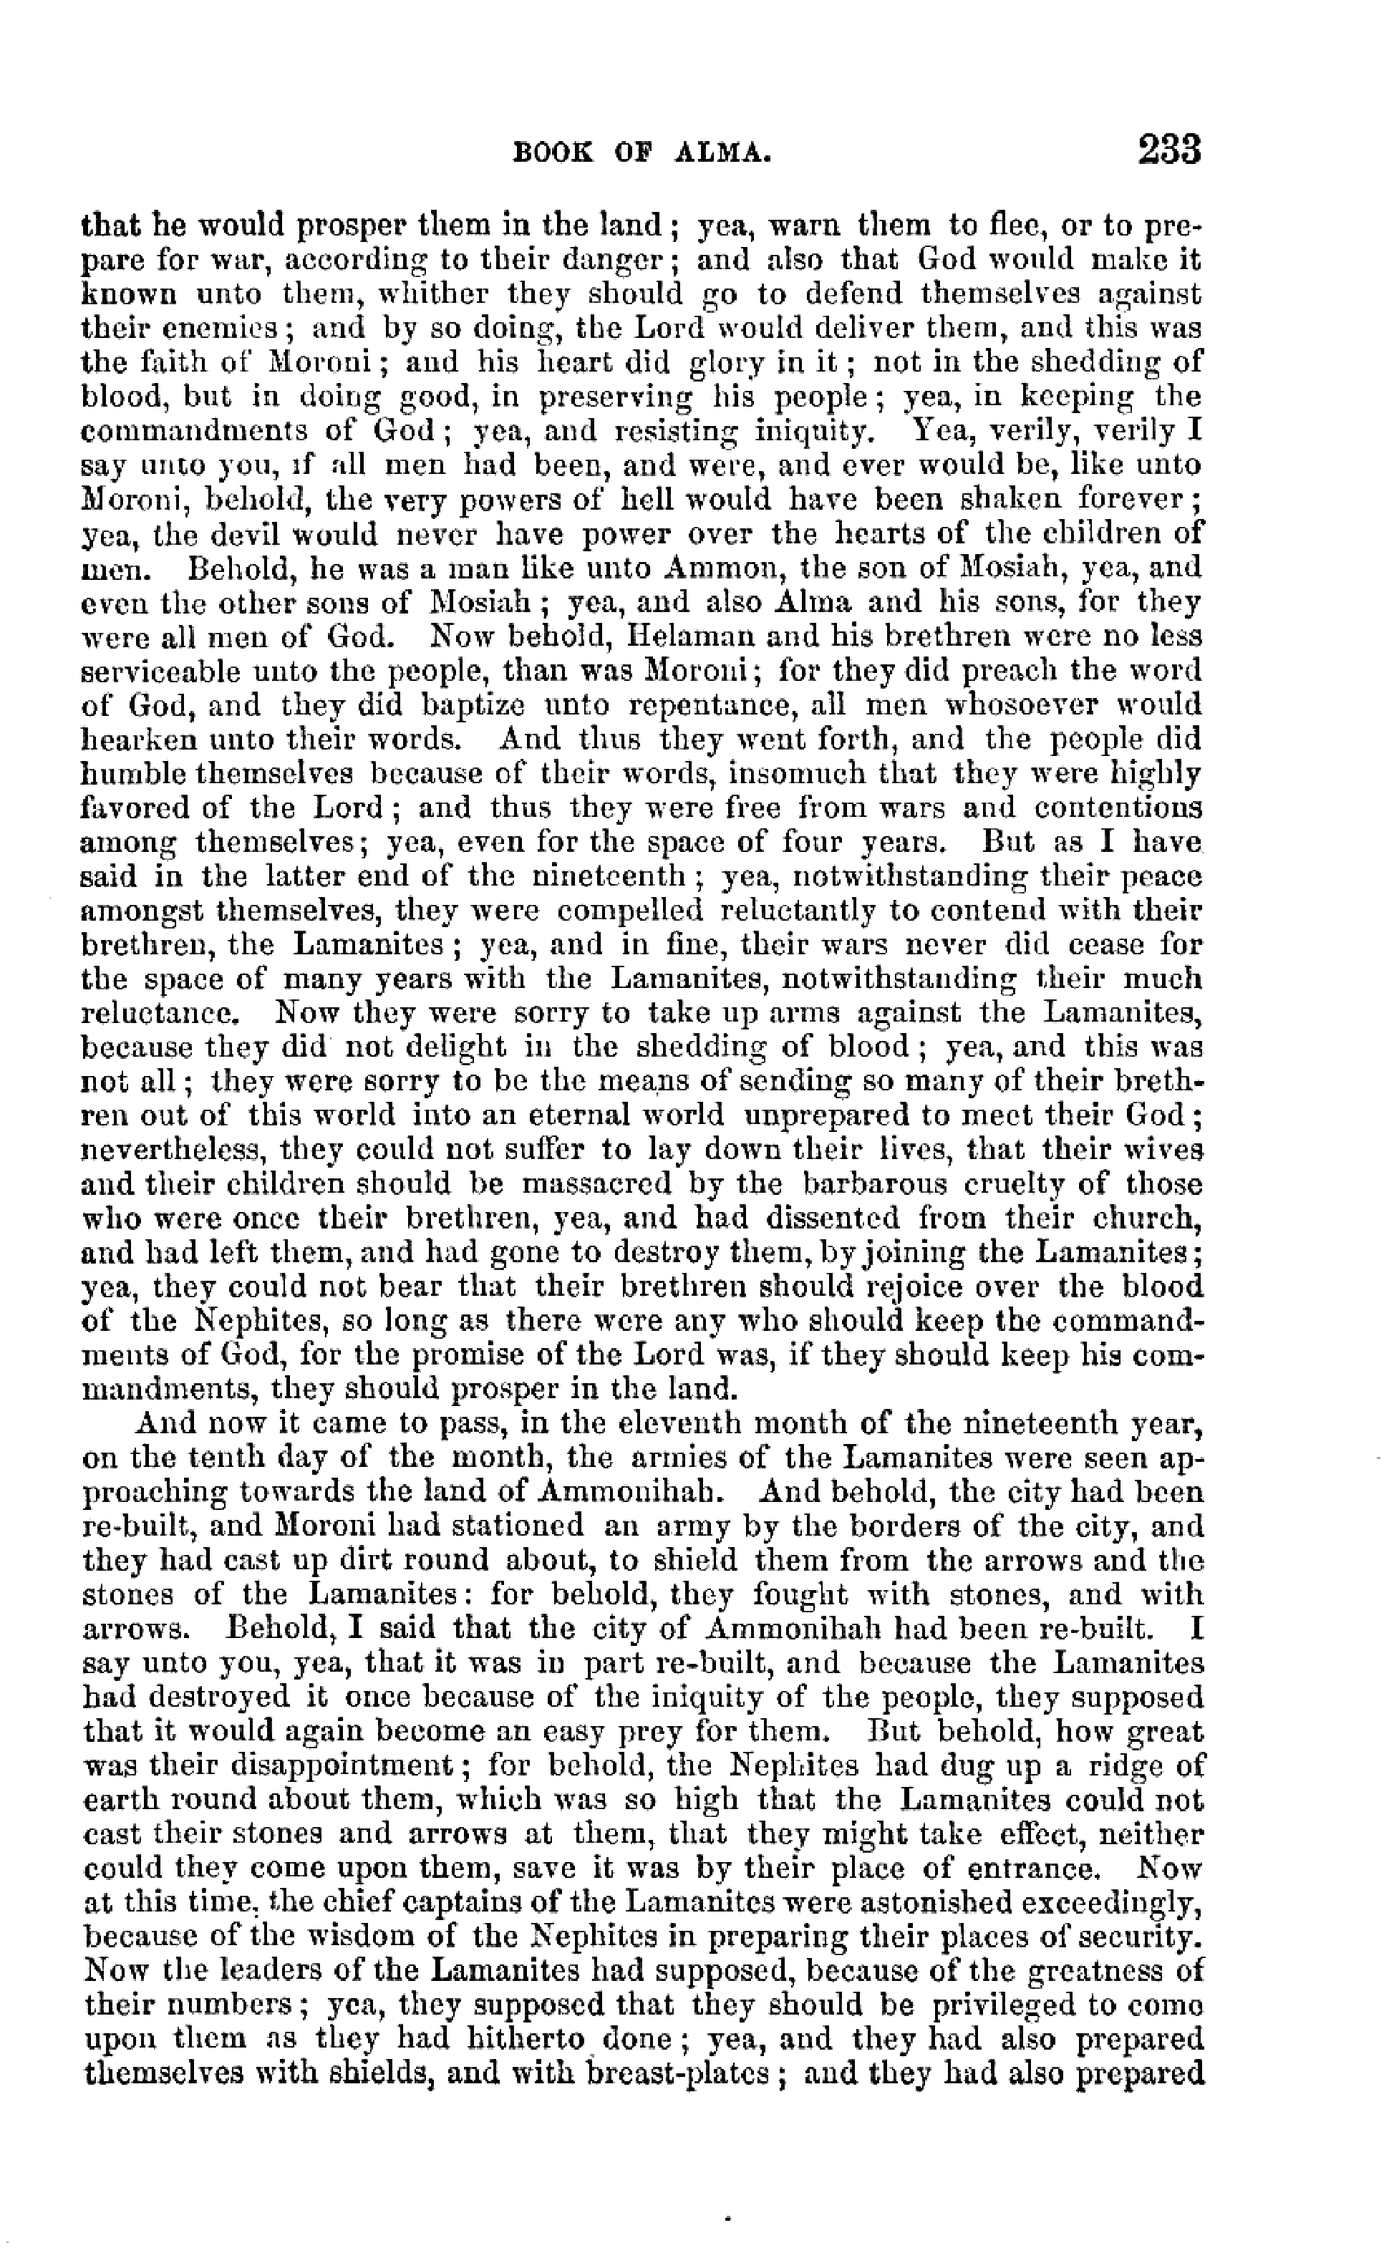 BOOK OF ALMA. 233
that he would prosper them in the land; yea, warn them to flee, or to pre-
pare for war, according to their danger; and also that God would make it
known unto them, whither they should go to defend themselves against
their enemies; and by so doing, the Lord would deliver them, and this was
the faith of Moroni; and his heart did glory in it; not in the shedding of
blood, but in doing good, in preserving his people; yea, in keeping the
commandments of God; yea, and resisting iniquity. Yea, verily, verily I
say unto you, if all men had been, and were, and ever would be, like unto
Moroni, behold, the very powers of hell would have been shaken forever;
yea, the devil would never have power over the hearts of the children of
men. Behold, he was a man like unto Ammon, the son of Mosiah, yea, and
even the other sons of Mosiah; yea, and also Alma and his sons, for they
were all men of God. Now behold, Helaman and his brethren were no less
serviceable unto the people, than was Moroni; for they did preach the word
of God, and they did baptize unto repentance, all men whosoever would
hearken unto their words. And thus they went forth, and the people did
humble themselves because of their words, insomuch that they were highly
favored of the Lord; and thus they were free from wars and contentions
among themselves; yea, even for the space of four years. But as I have
said in the latter end of the nineteenth; yea, notwithstanding their peace
amongst themselves, they were compelled reluctantly to contend with their
brethren, the Lamanites; yea, and in fine, their wars never did cease for
the space of many years with the Lamanites, notwithstanding their much
reluctance. Now they were sorry to take up arms against the Lamanites,
because they did not delight in the shedding of blood; yea, and this was
not all; they were sorry to be the means of sending so many of their breth-
ren out of this world into an eternal world unprepared to meet their God;
nevertheless, they could not suffer to lay down their lives, that their wives
and their children should be massacred by the barbarous cruelty of those
who were once their brethren, yea, and had dissented from their church,
and had left them, and had gone to destroy them, by joining the Lamanites;
yea, they could not bear that their brethren should rejoice over the blood
of the Nephites, so long as there were any who should keep the command-
ments of God, for the promise of the Lord was, if they should keep his com-
mandments, they should prosper in the land.
And now it came to pass, in the eleventh month of the nineteenth year,
on the tenth day of the month, the armies of the Lamanites were seen ap-
proaching towards the land of Ammonihah. And behold, the city had been
re-built, and Moroni had stationed an army by the borders of the city, and
they had cast up dirt round about, to shield them from the arrows and the
stones of the Lamanites: for behold, they fought with stones, and with
arrows. Behold, I said that the city of Ammonihah had been re-built. I
say unto you, yea, that it was in part re-built, and because the Lamanites
had destroyed it once because of the iniquity of the people, they supposed
that it would again become an easy prey for them. But behold, how great
was their disappointment; for behold, the Nephites had dug up a ridge of
earth round about them, which was so high that the Lamanites could not
cast their stones and arrows at them, that they might take effect, neither
could they come upon them, save it was by their place of entrance. Now
at this time, the chief captains of the Lamanites were astonished exceedingly,
because of the wisdom of the Nephites in preparing their places of security.
Now the leaders of the Lamanites had supposed, because of the greatness of
their numbers; yea, they supposed that they should be privileged to come
upon them as they had hitherto done; yea, and they had also prepared
themselves with shields, and with breast-plates; and they had also prepared